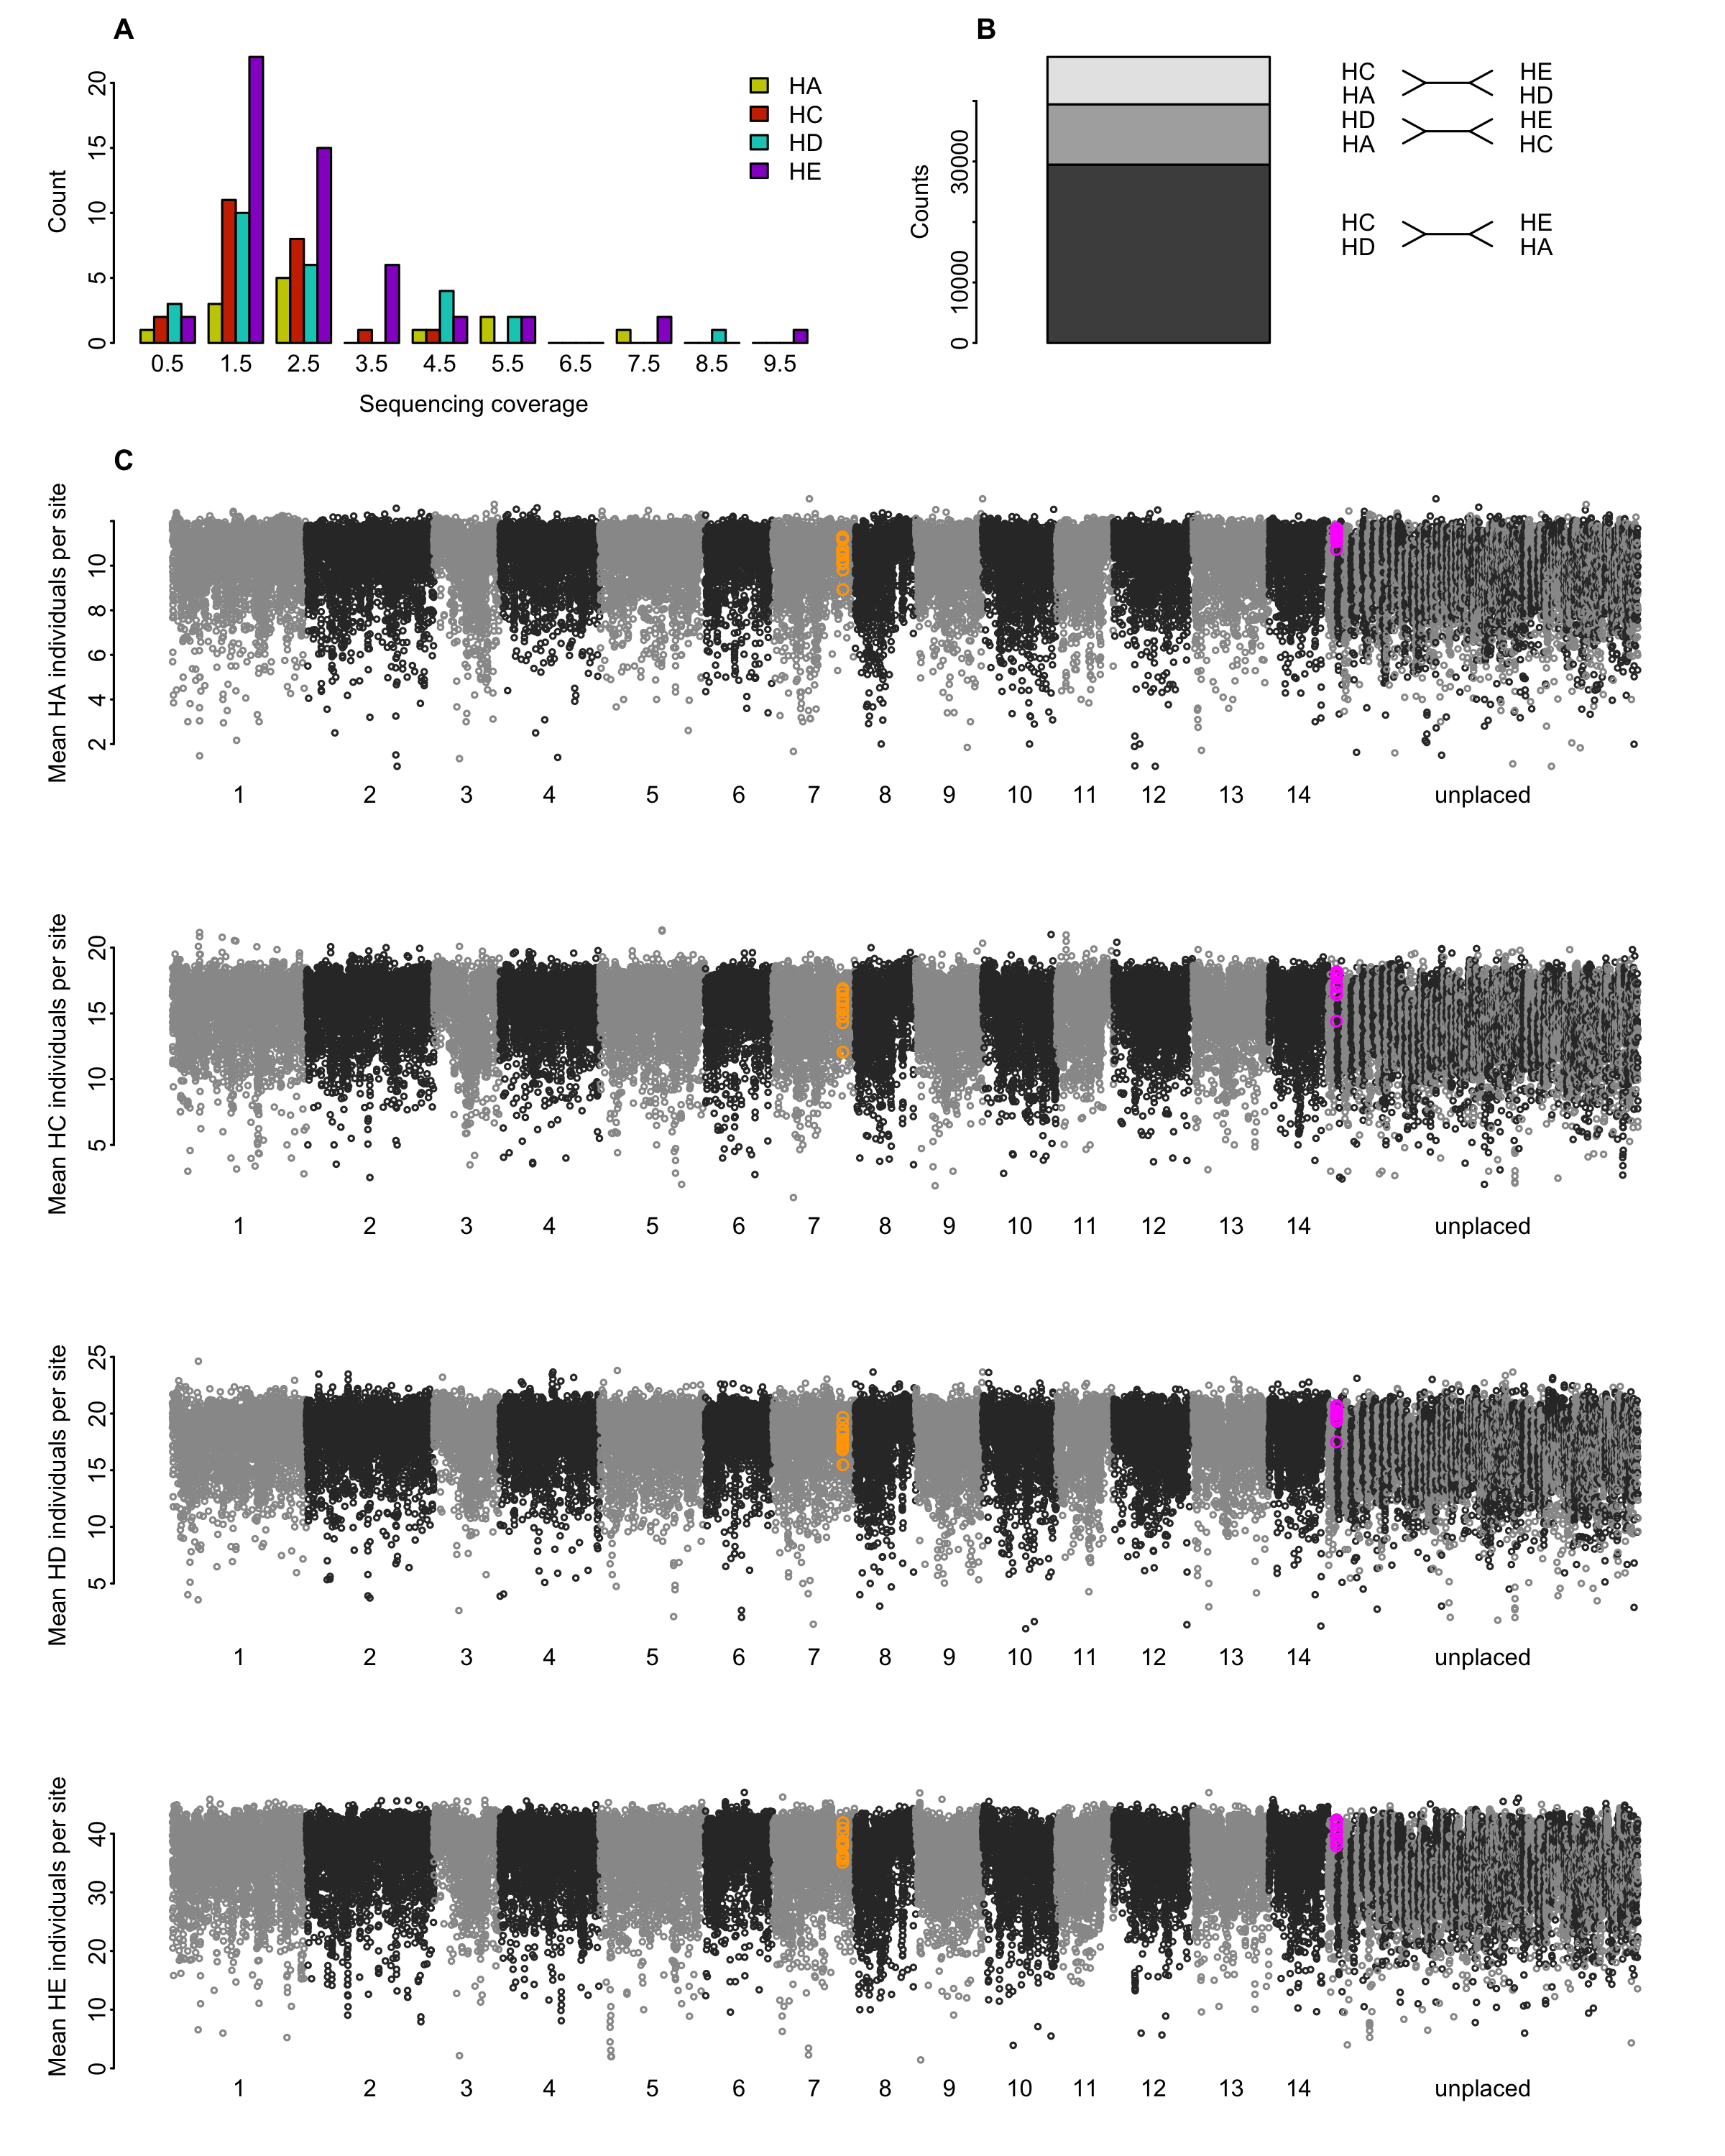 A
Count
0
5
10
15
20
HA
HC
HD
HE
0.5 1.5 2.5 3.5 4.5 5.5 6.5 7.5 8.5 9.5
Sequencing coverage
B
Counts
0
10000
30000
HC HE
HA HD
HD HE
HA HC
HC HE
HD HA
C
Mean HA individuals per site
2
4
6
8
10
1 2 3 4 5 6 7 8 9 10 11 12 13 14 unplaced
Mean HC individuals per site
5
10
15
20
1 2 3 4 5 6 7 8 9 10 11 12 13 14 unplaced
Mean HD individuals per site
5
10
15
20
25
1 2 3 4 5 6 7 8 9 10 11 12 13 14 unplaced
Mean HE individuals per site
0
10
20
30
40
1 2 3 4 5 6 7 8 9 10 11 12 13 14 unplaced